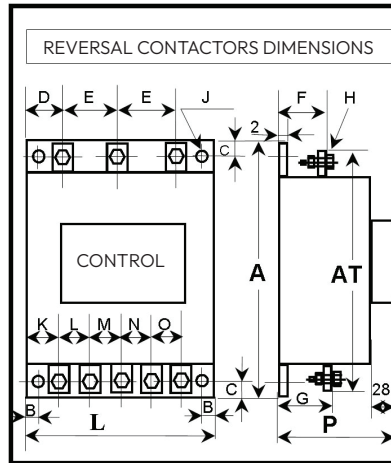 REVERSAL CONTACTORS DIMENSIONS
D E E J F H
2
C
CONTROL
A AT
K L M N O
C
B B G 28
L P